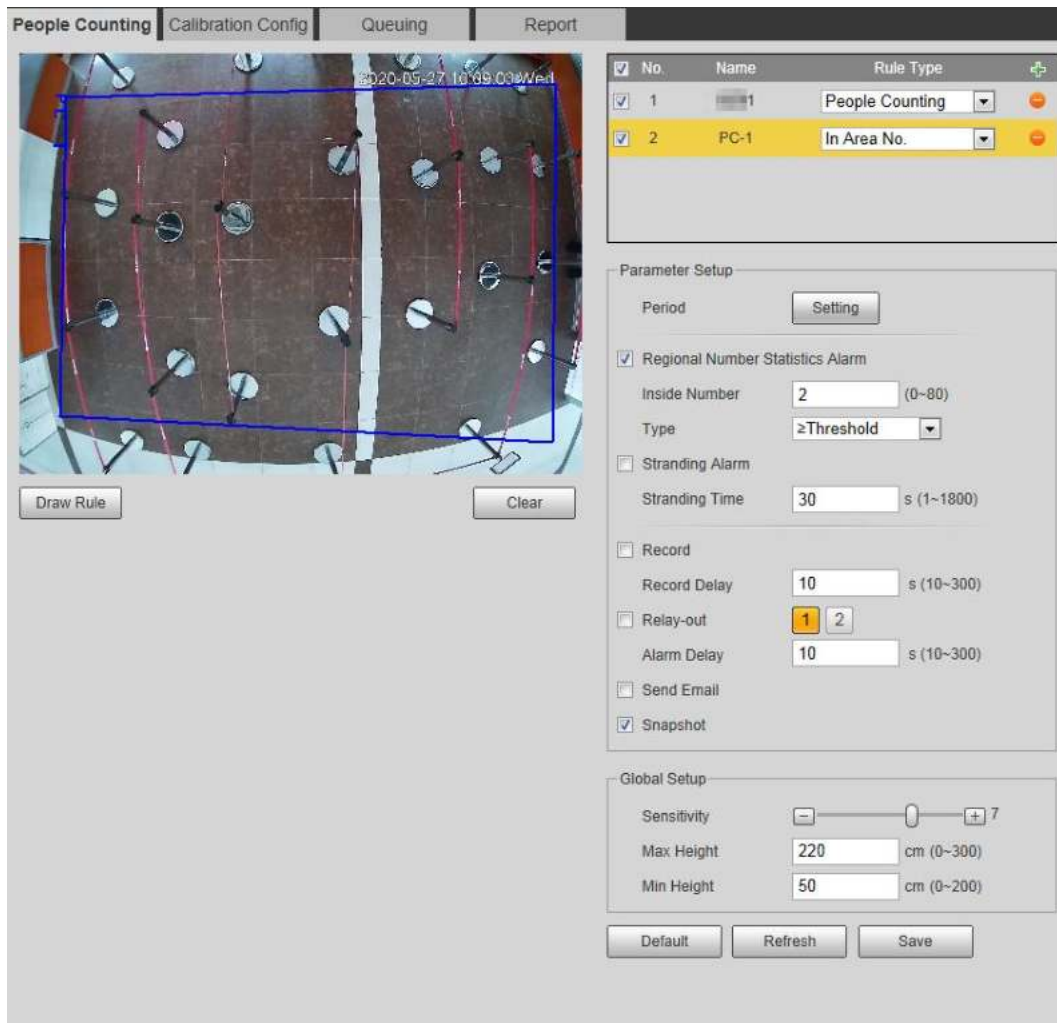 People Counting Calibration Config Queuing Report
2020-05-27 10:09:03 Wed
No. Name Rule Type
1 1 People Counting
2 PC-1 In Area No.
Draw Rule Clear
Parameter Setup
Period Setting
Regional Number Statistics Alarm
Inside Number 2 (0~80)
Type ≥Threshold
Stranding Alarm
Stranding Time 30 s (1~1800)
Record
Record Delay 10 s (10~300)
Relay-out 1 2
Alarm Delay 10 s (10~300)
Send Email
Snapshot
Global Setup
Sensitivity 7
Max Height 220 cm (0~300)
Min Height 50 cm (0~200)
Default Refresh Save